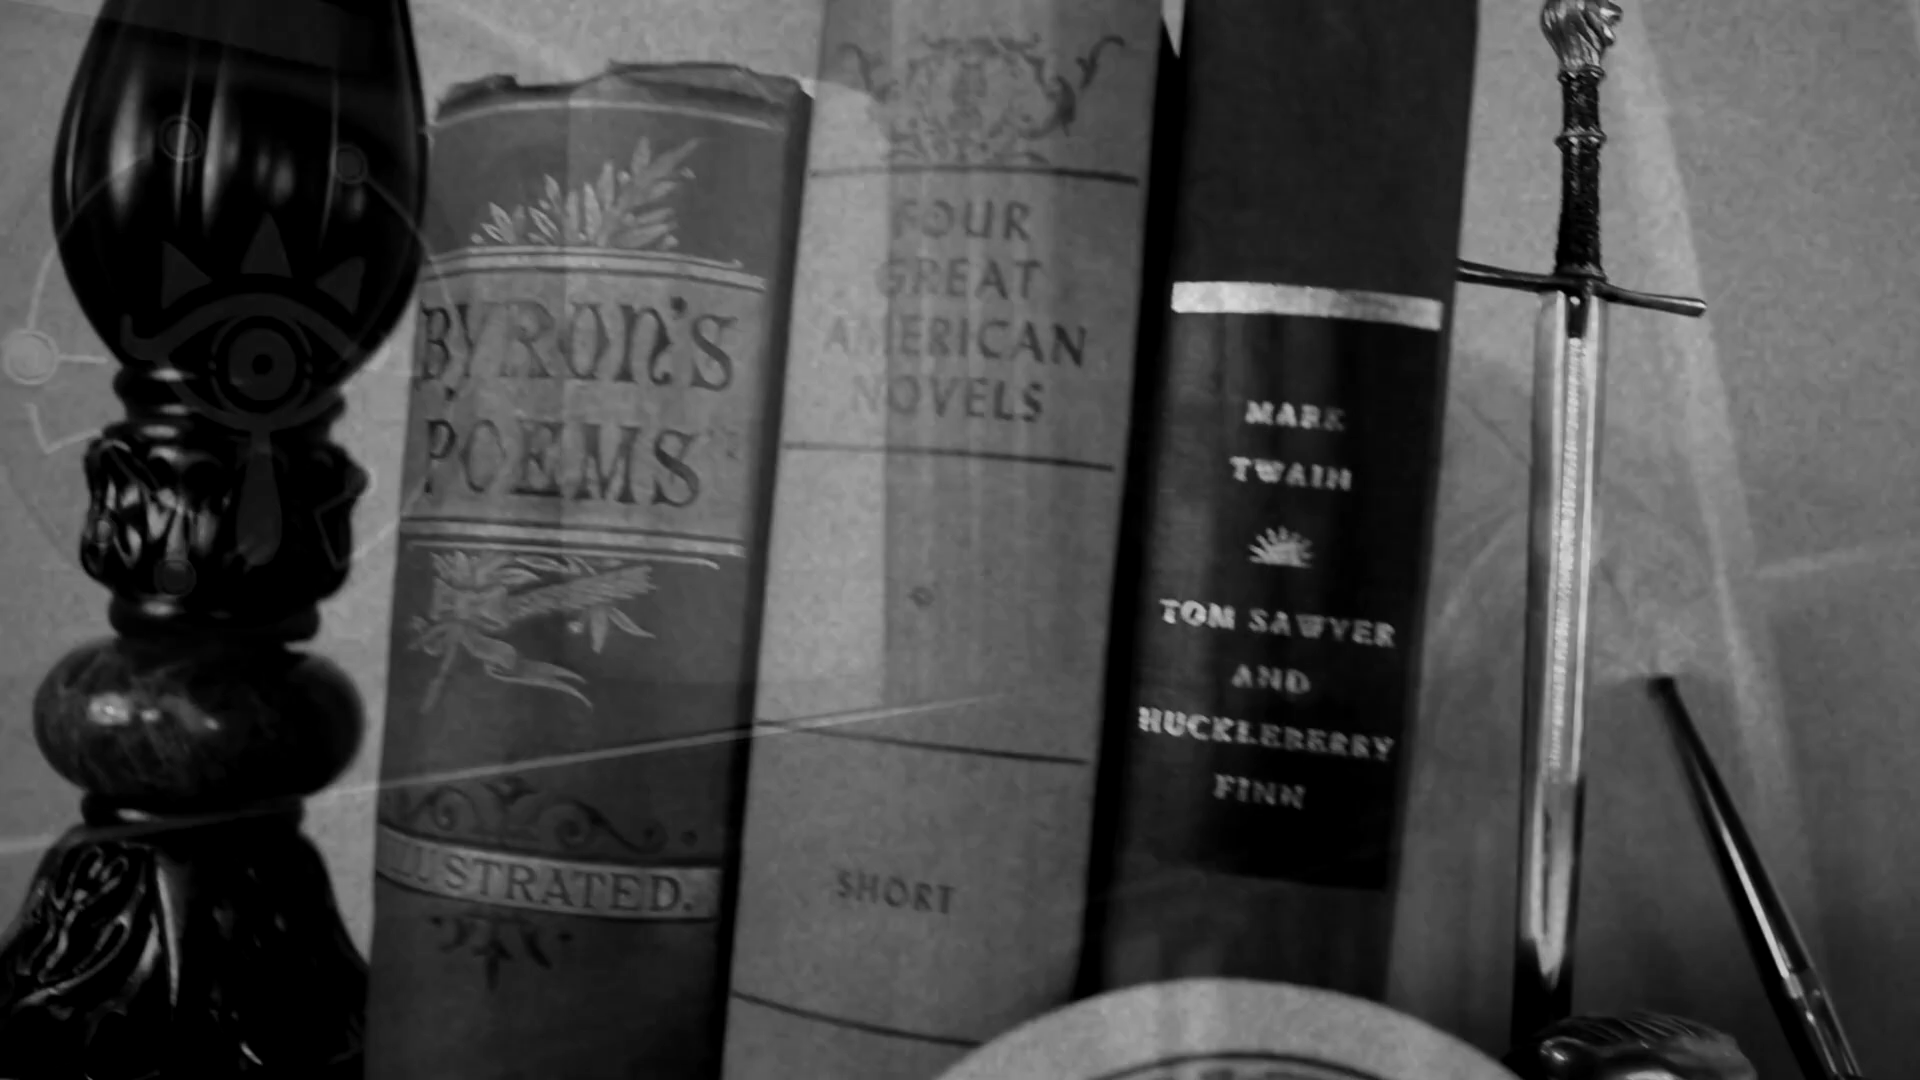 BYRON'S
POEMS
ILLUSTRATED.
FOUR
GREAT
AMERICAN
NOVELS
SHORT
MARK
TWAIN
TOM SAWYER
AND
HUCKLEBERRY
FINN